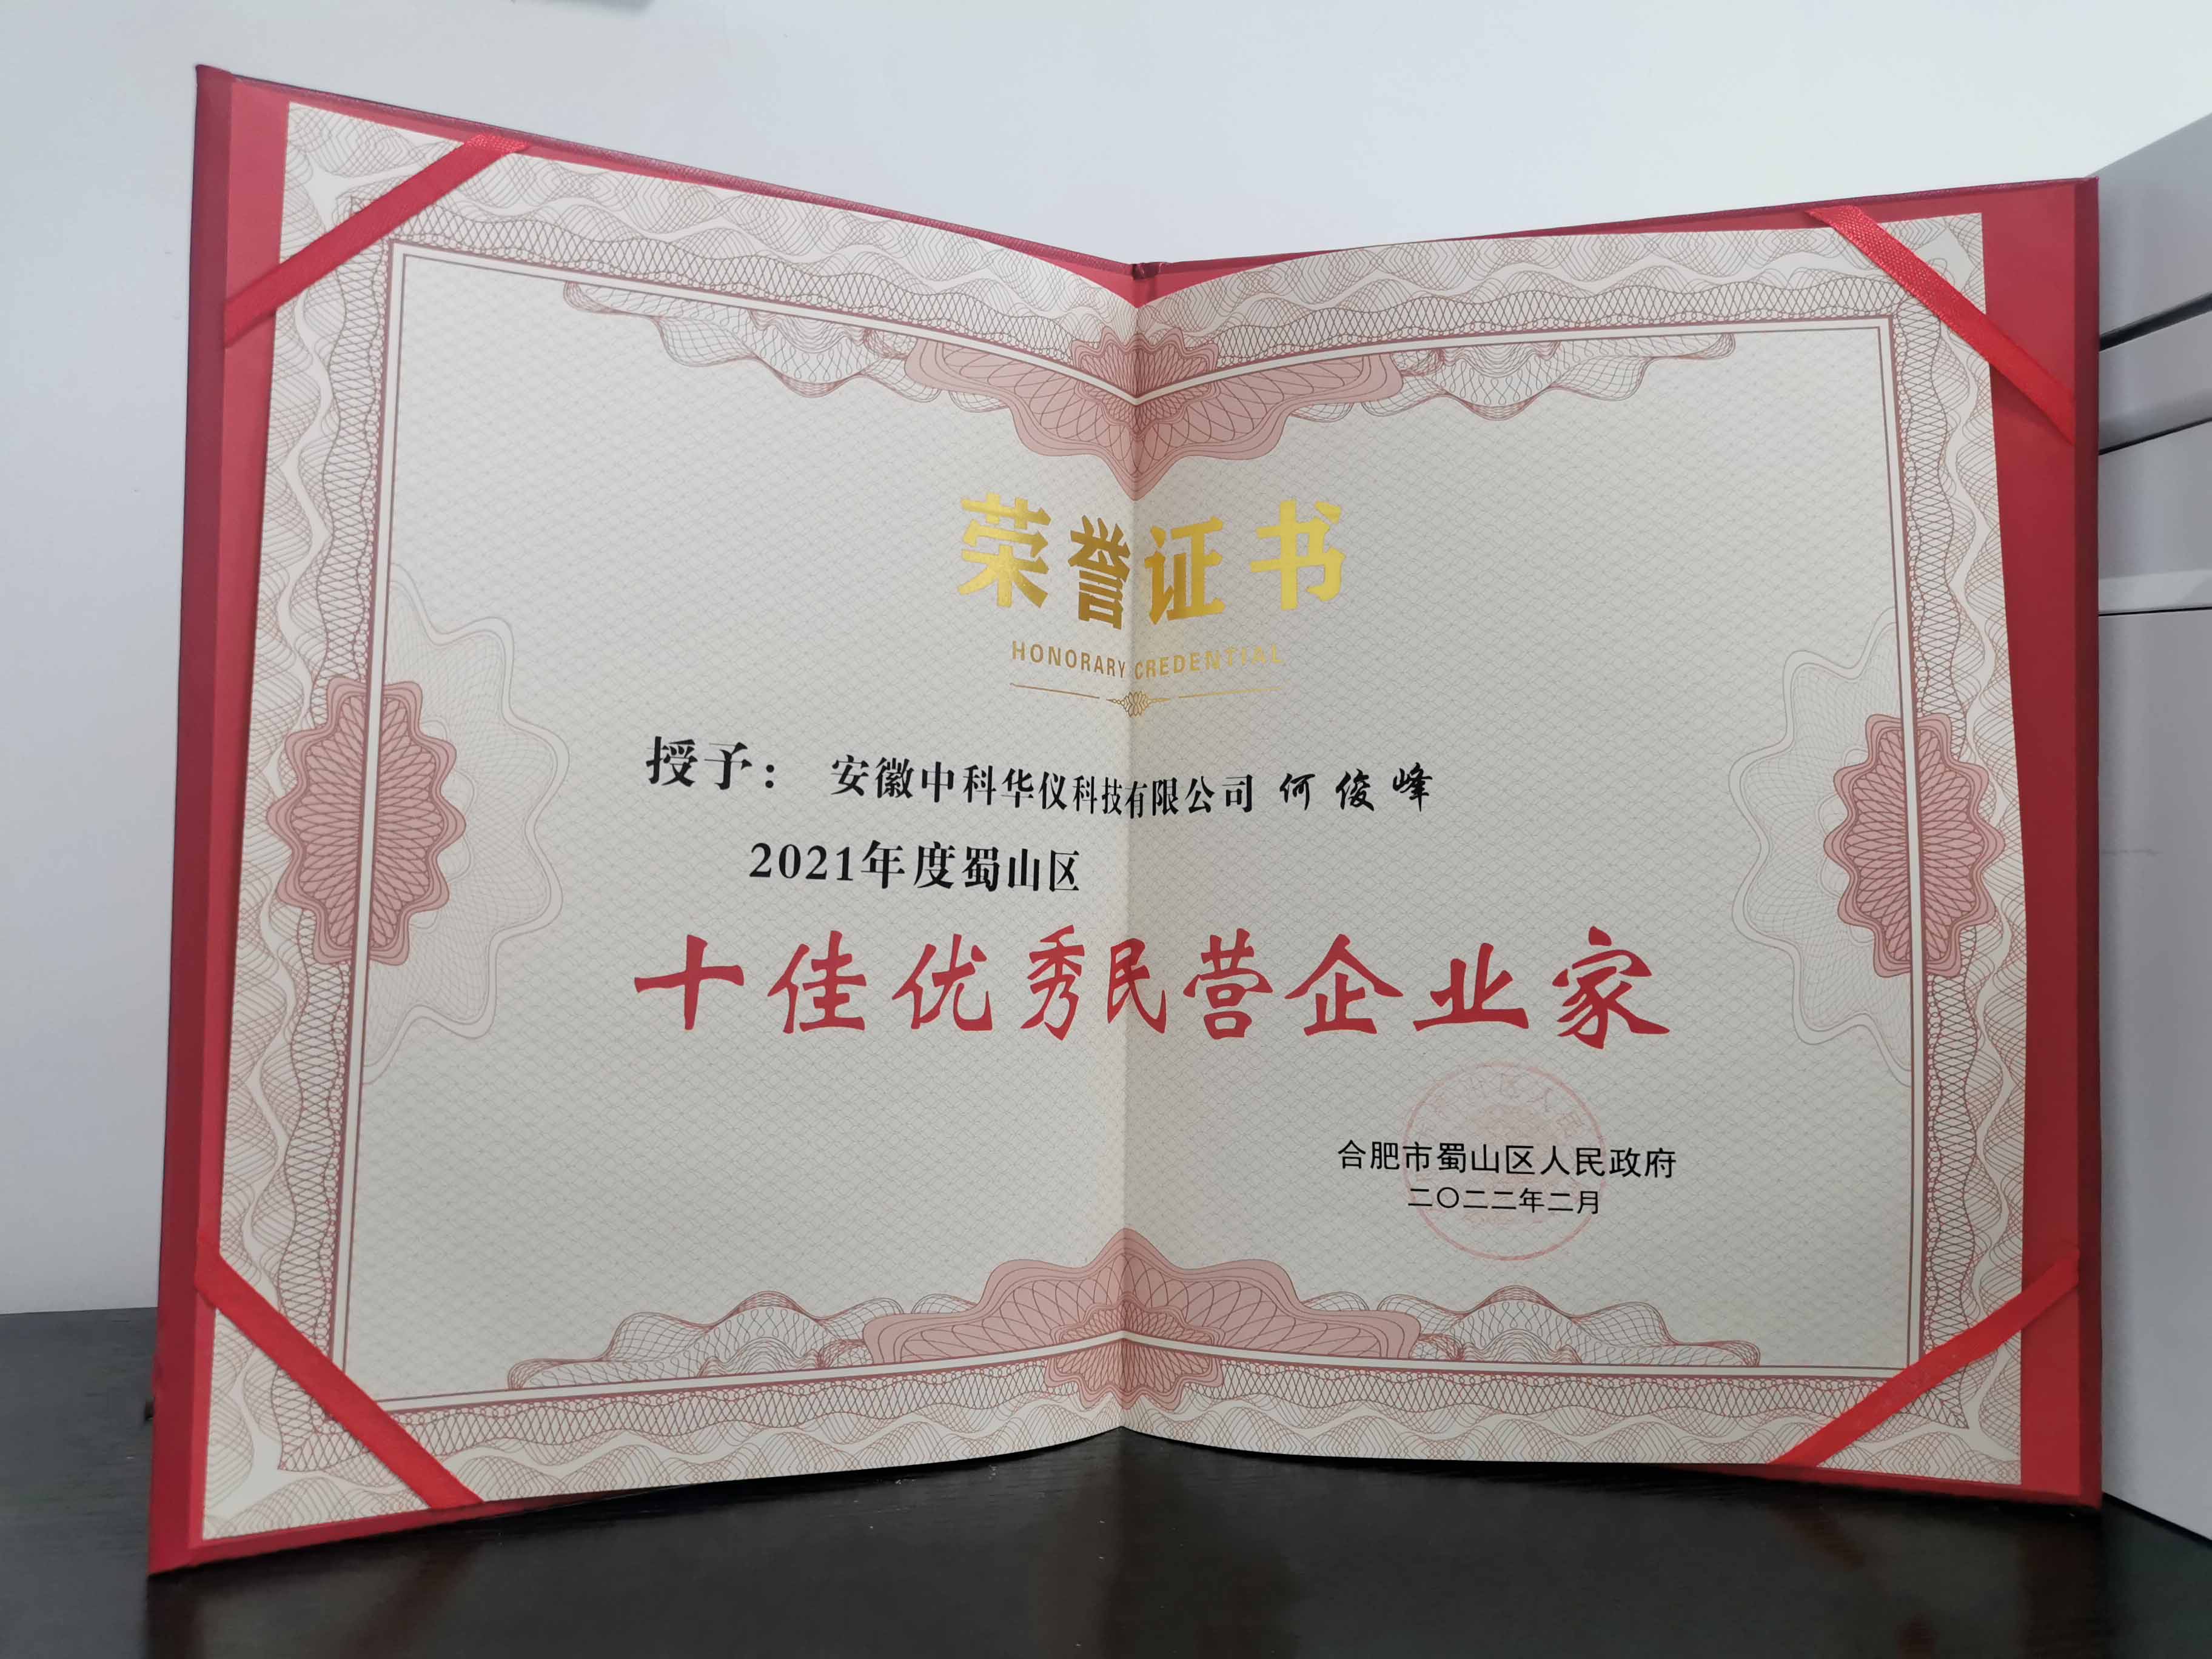 荣誉证书
HONORARY CREDENTIAL
授予： 安徽中科华仪科技有限公司 何俊峰
2021年度蜀山区
十佳优秀民营企业家
合肥市蜀山区人民政府
二〇二二年二月